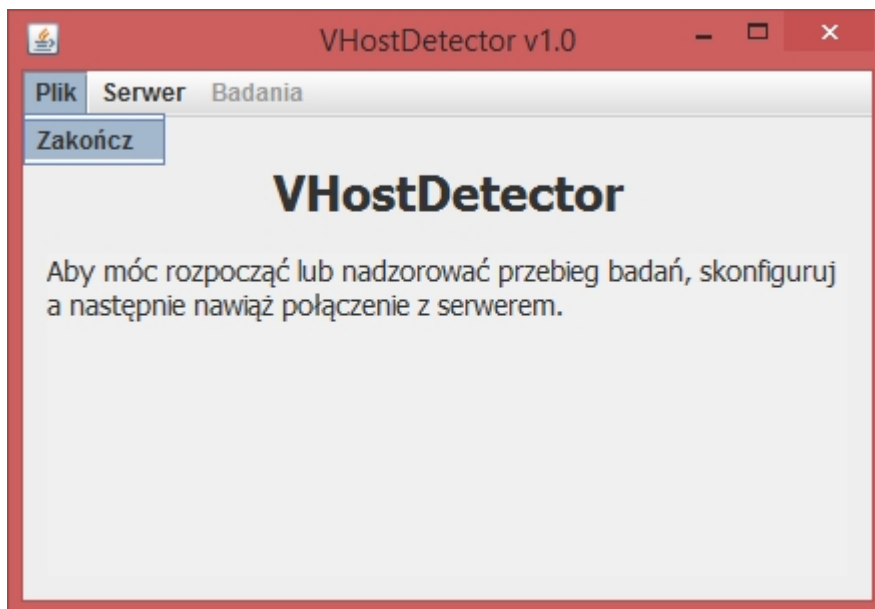 VHostDetector v1.0
Plik Serwer Badania
Zakończ
VHostDetector
Aby móc rozpocząć lub nadzorować przebieg badań, skonfiguruj
a następnie nawiąż połączenie z serwerem.